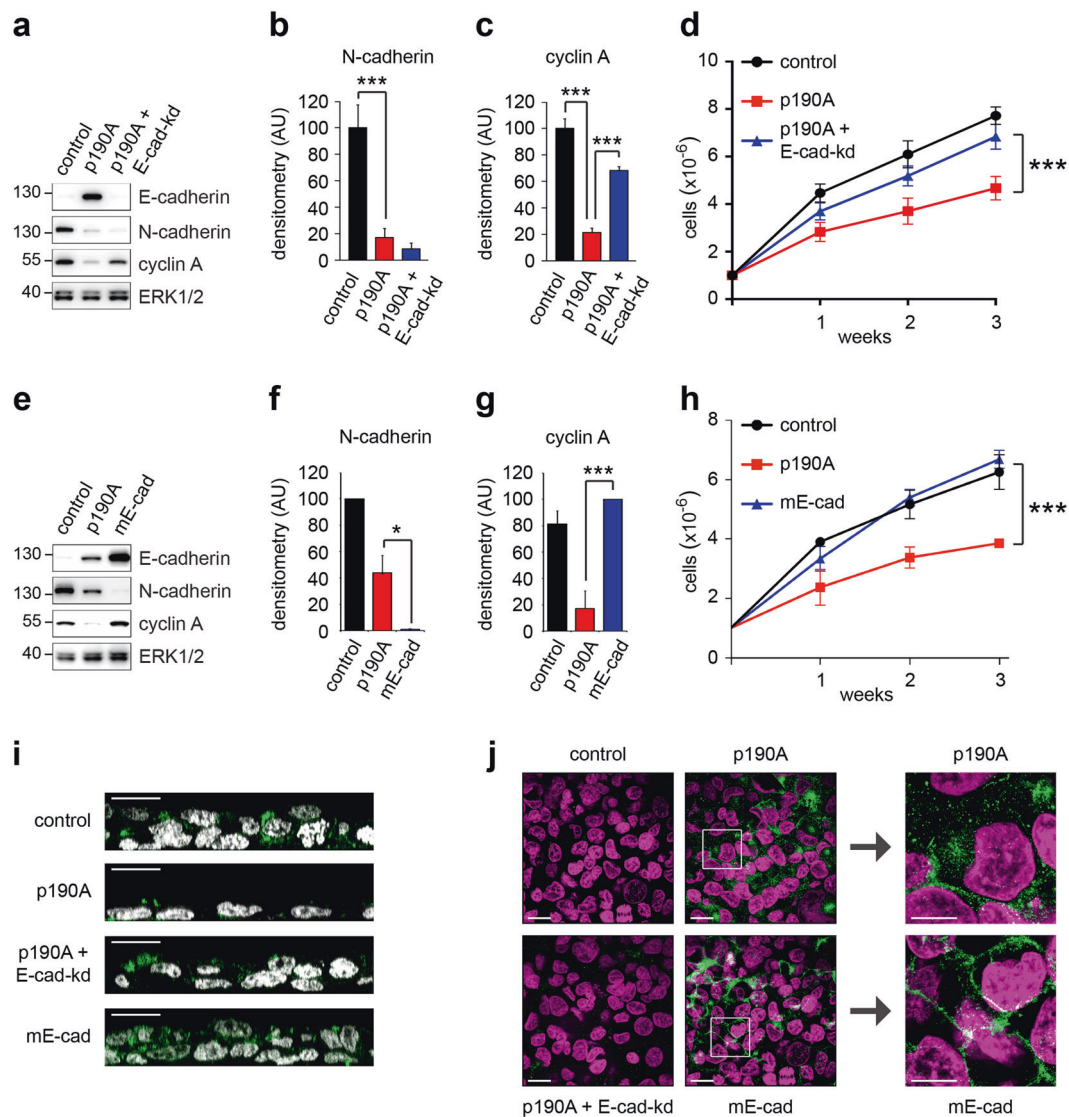 a
control
p190A
p190A +
E-cad-kd
130
E-cadherin
130
N-cadherin
55
cyclin A
40
ERK1/2
b
N-cadherin
***
densitometry (AU)
120
100
80
60
40
20
0
control
p190A
p190A +
E-cad-kd
c
cyclin A
***
***
densitometry (AU)
120
100
80
60
40
20
0
control
p190A
p190A +
E-cad-kd
d
control
p190A
p190A +
E-cad-kd
***
cells (x10⁻⁶)
10
8
6
4
2
0
1
2
3
weeks
e
control
p190A
mE-cad
130
E-cadherin
130
N-cadherin
55
cyclin A
40
ERK1/2
f
N-cadherin
*
densitometry (AU)
120
100
80
60
40
20
0
control
p190A
mE-cad
g
cyclin A
***
densitometry (AU)
120
100
80
60
40
20
0
control
p190A
mE-cad
h
control
p190A
mE-cad
***
cells (x10⁻⁶)
8
6
4
2
0
1
2
3
weeks
i
control
p190A
p190A +
E-cad-kd
mE-cad
j
control
p190A
p190A
p190A + E-cad-kd
mE-cad
mE-cad